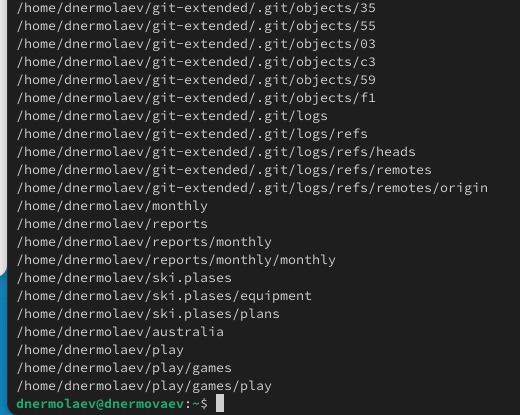 /home/dnermolaev/git-extended/.git/objects/35
/home/dnermolaev/git-extended/.git/objects/55
/home/dnermolaev/git-extended/.git/objects/03
/home/dnermolaev/git-extended/.git/objects/c3
/home/dnermolaev/git-extended/.git/objects/59
/home/dnermolaev/git-extended/.git/objects/f1
/home/dnermolaev/git-extended/.git/logs
/home/dnermolaev/git-extended/.git/logs/refs
/home/dnermolaev/git-extended/.git/logs/refs/heads
/home/dnermolaev/git-extended/.git/logs/refs/remotes
/home/dnermolaev/git-extended/.git/logs/refs/remotes/origin
/home/dnermolaev/monthly
/home/dnermolaev/reports
/home/dnermolaev/reports/monthly
/home/dnermolaev/reports/monthly/monthly
/home/dnermolaev/ski.plases
/home/dnermolaev/ski.plases/equipment
/home/dnermolaev/ski.plases/plans
/home/dnermolaev/australia
/home/dnermolaev/play
/home/dnermolaev/play/games
/home/dnermolaev/play/games/play
dnermolaev@dnermovaev:~$